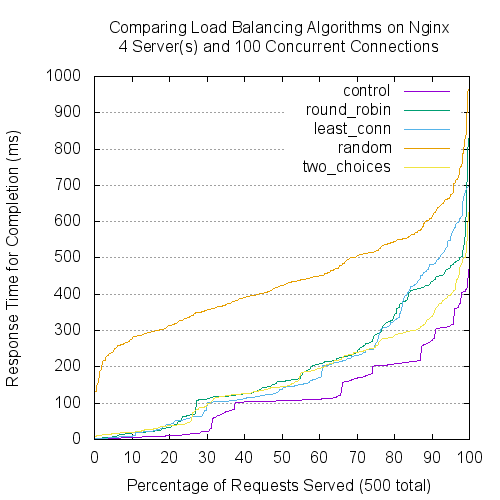 Comparing Load Balancing Algorithms on Nginx
4 Server(s) and 100 Concurrent Connections
Response Time for Completion (ms)
1000
900
800
700
600
500
400
300
200
100
0
control
round_robin
least_conn
random
two_choices
0 10 20 30 40 50 60 70 80 90 100
Percentage of Requests Served (500 total)